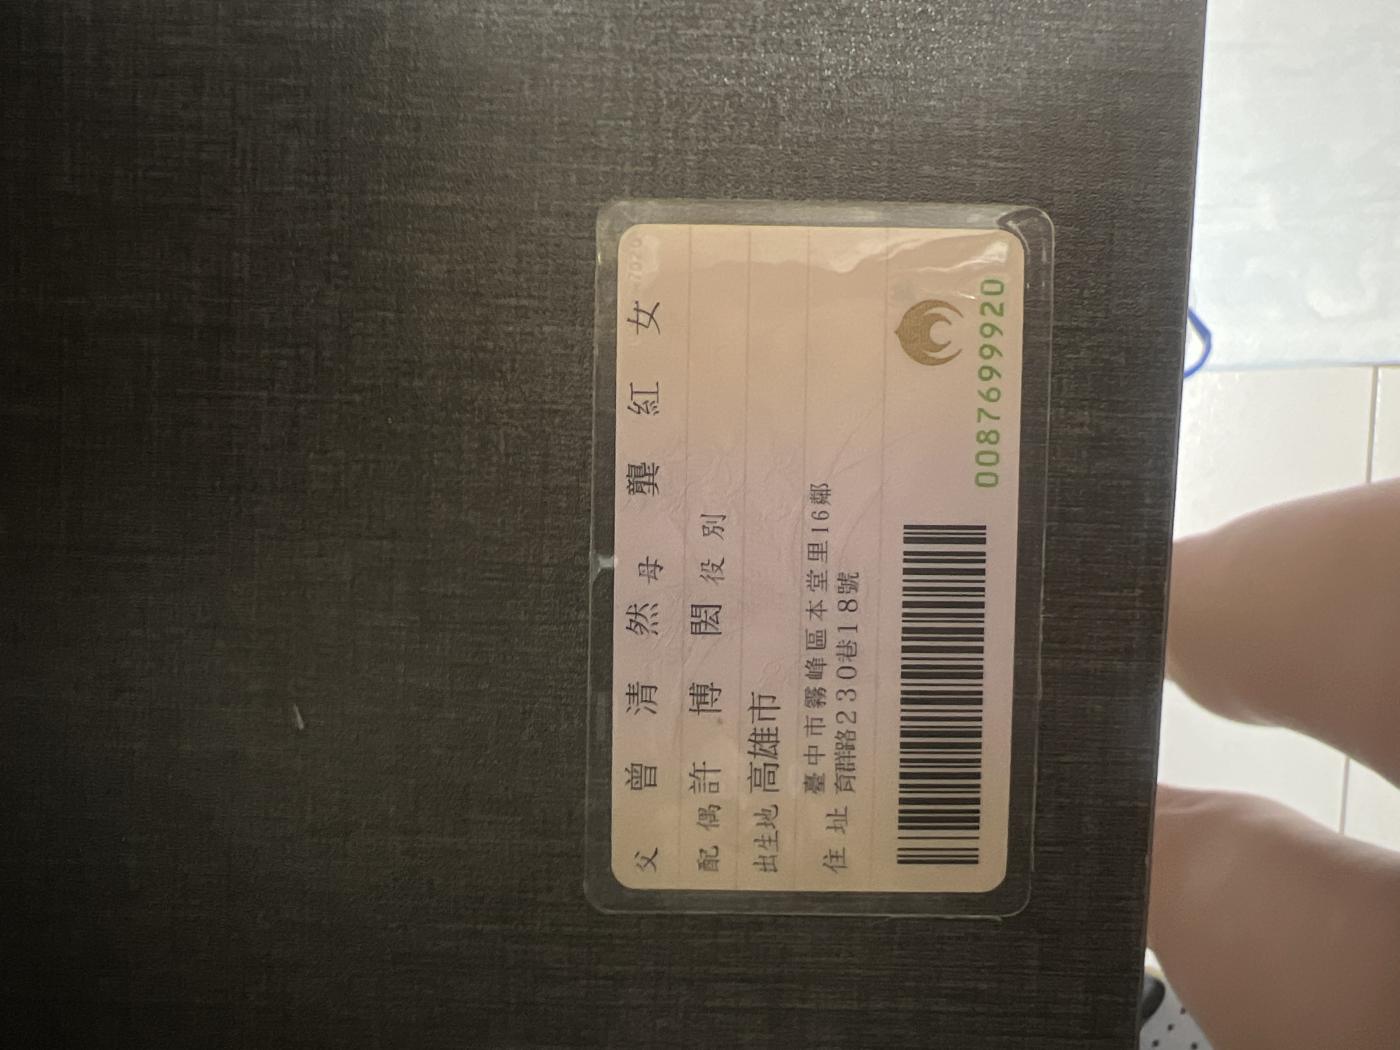 父 曾清然 母 龔紅女
配偶 許博閎 役別
出生地 高雄市
住址 臺中市霧峰區本堂里16鄰
育群路230巷18號
0087699920